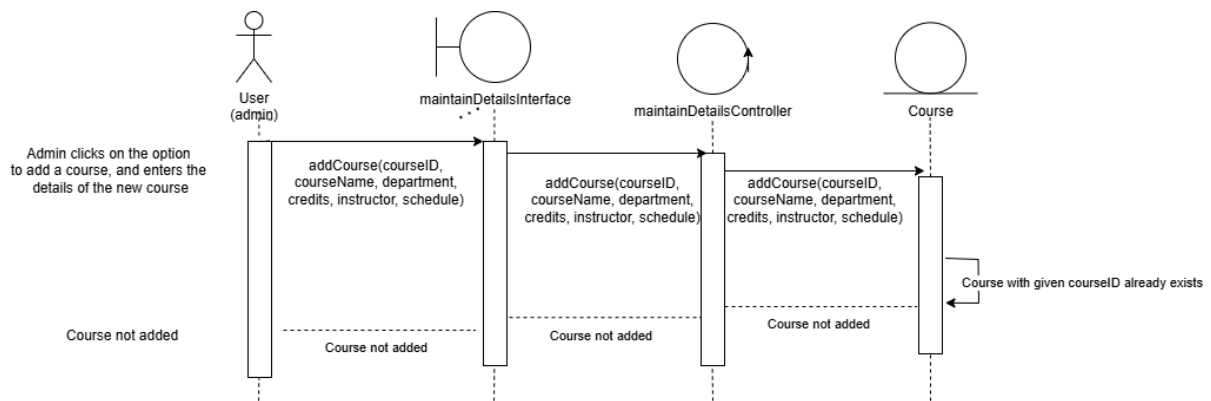 User
(admin)
maintainDetailsInterface
maintainDetailsController
Course
Admin clicks on the option
to add a course, and enters the
details of the new course
addCourse(courseID,
courseName, department,
credits, instructor, schedule)
addCourse(courseID,
courseName, department,
credits, instructor, schedule)
addCourse(courseID,
courseName, department,
credits, instructor, schedule)
Course with given courseID already exists
Course not added
Course not added
Course not added
Course not added